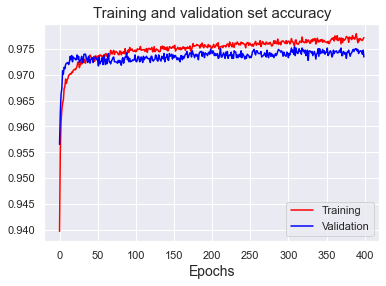 Training and validation set accuracy
0.975
0.970
0.965
0.960
0.955
0.950
0.945
0.940
Training
Validation
0 50 100 150 200 250 300 350 400
Epochs